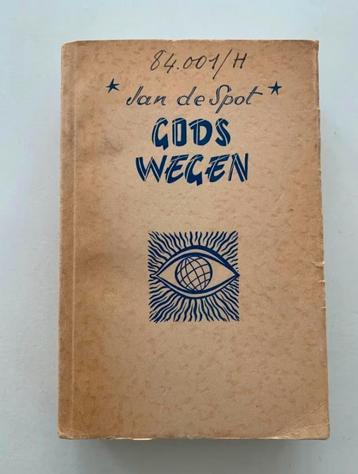 84.001/H
* Jan de Spot *
GODS
WEGEN